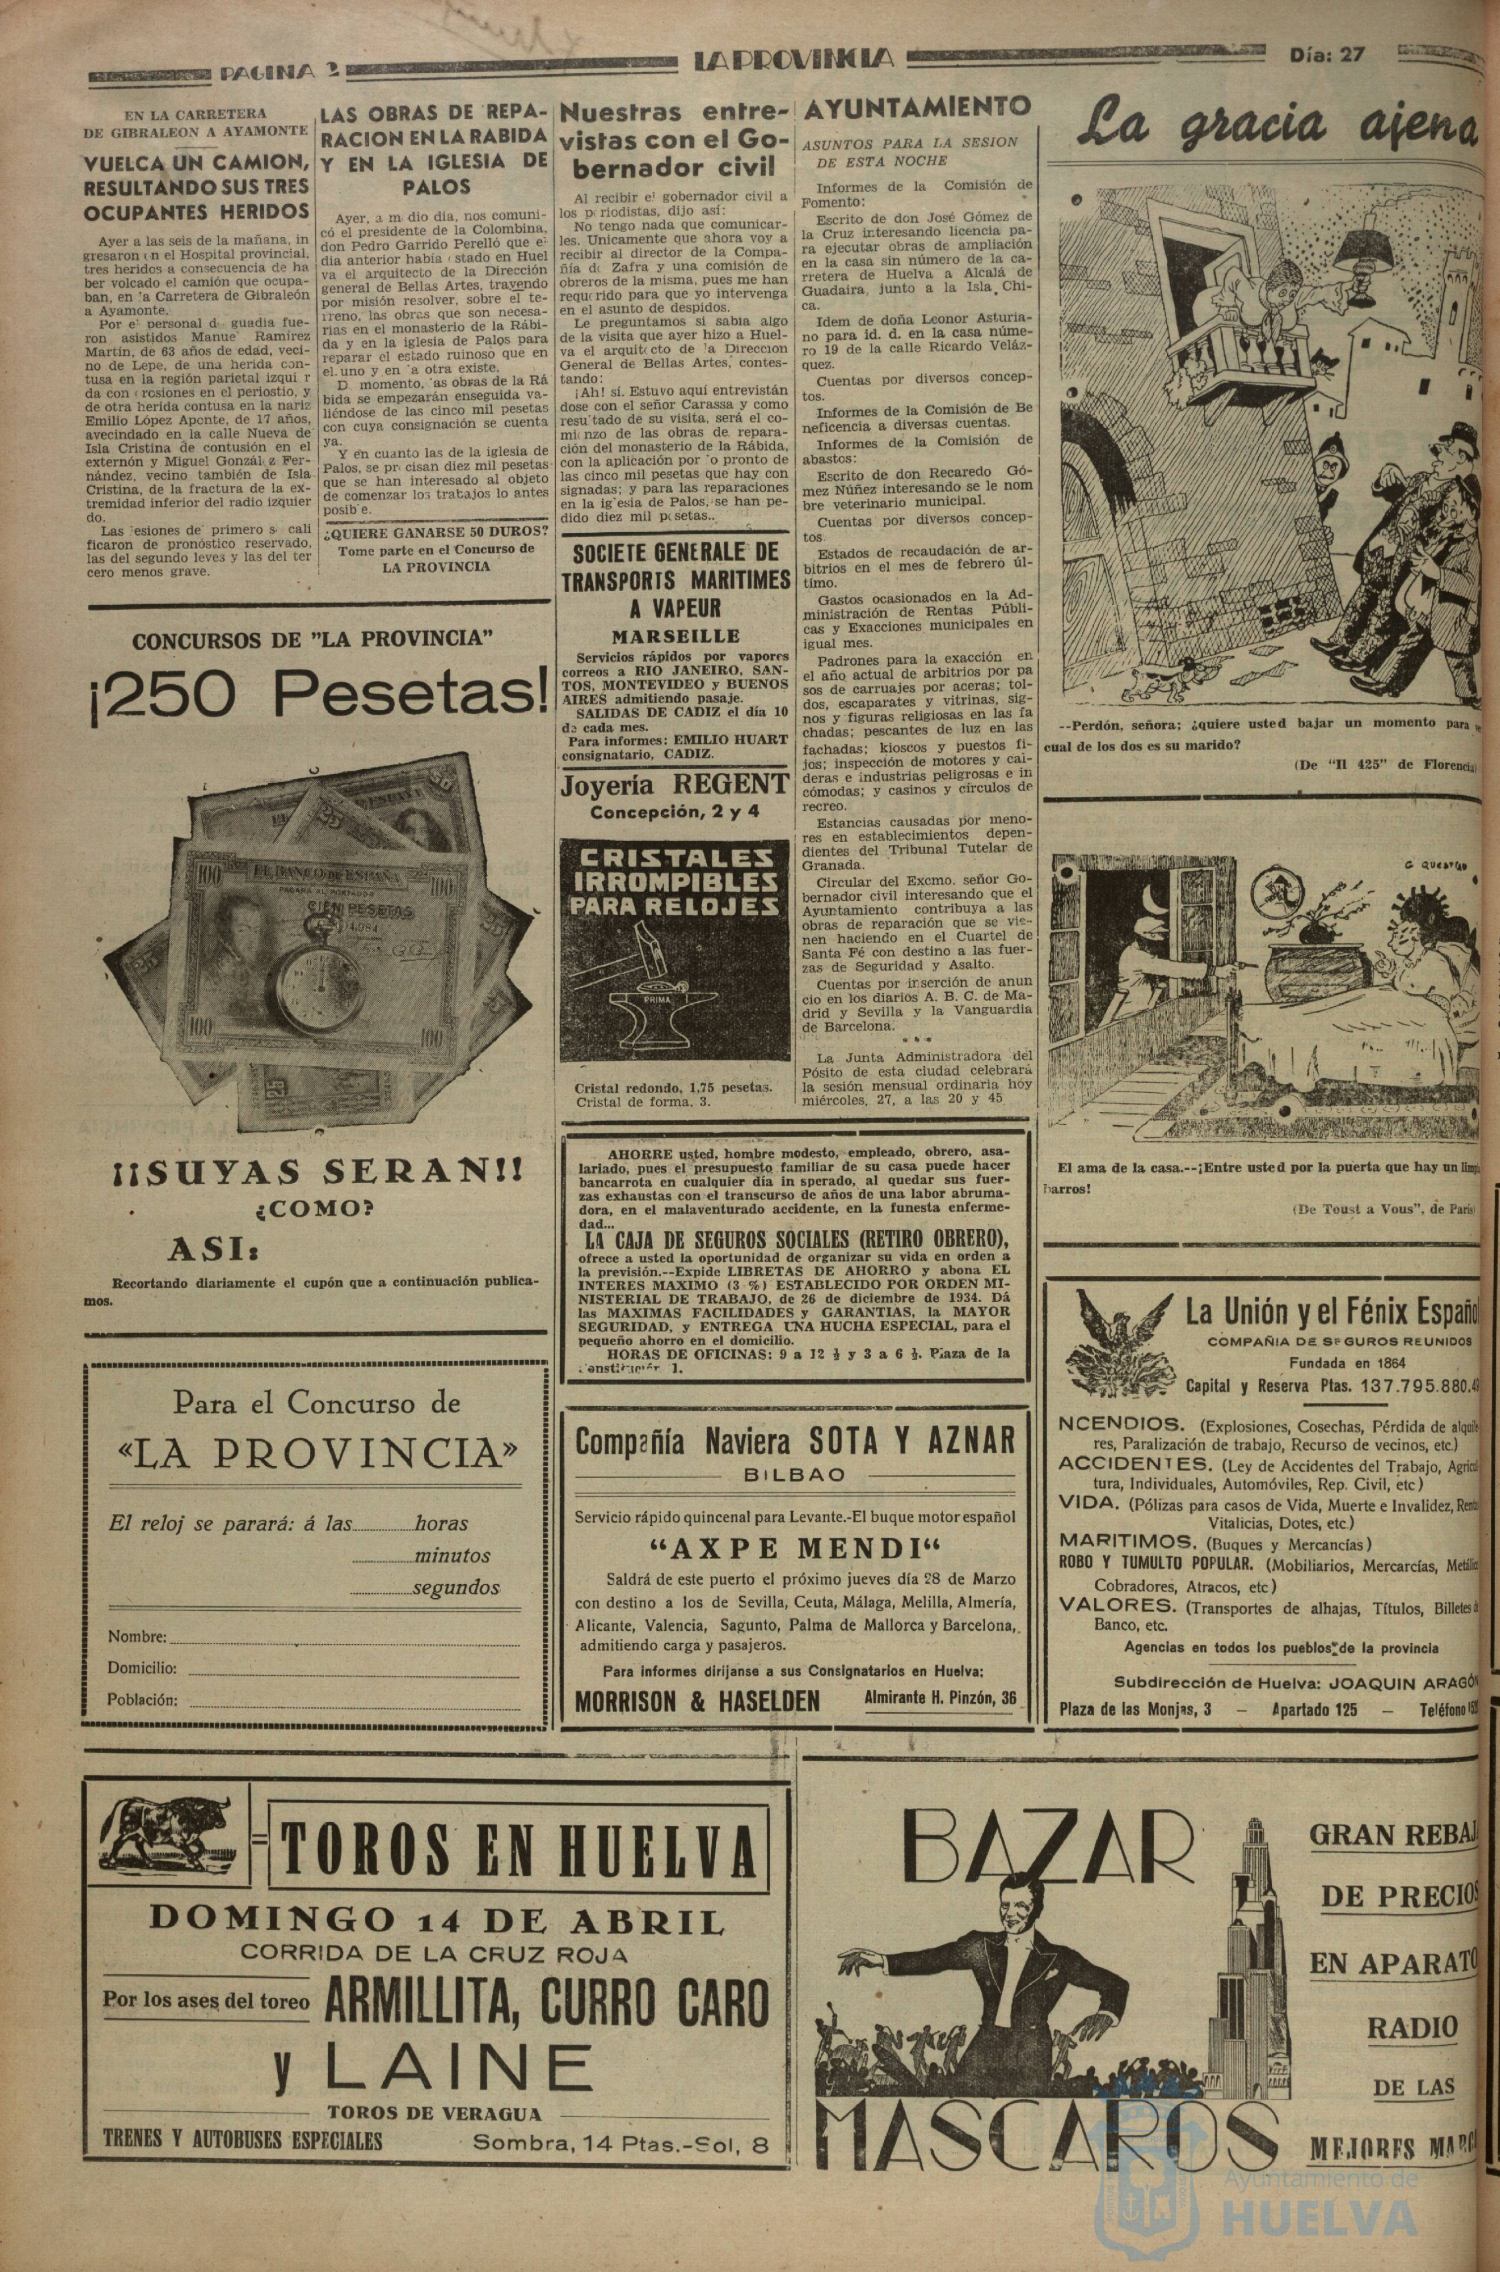 PAGINA 2
LA PROVINCIA
Día: 27
EN LA CARRETERA
DE GIBRALEON A AYAMONTE
VUELCA UN CAMION,
RESULTANDO SUS TRES
OCUPANTES HERIDOS
Ayer a las seis de la mañana, in
gresaron en el Hospital provincial,
tres heridos a consecuencia de ha
ber volcado el camión que ocupa-
ban, en la Carretera de Gibraleón
a Ayamonte.
Por el personal de guadia fue-
ron asistidos Manuel Ramírez
Martín, de 63 años de edad, veci-
no de Lepe, de una herida con-
tusa en la región parietal izquier
da con erosiones en el periostio, y
de otra herida contusa en la nariz
Emilio López Aponte, de 17 años,
avecindado en la calle Nueva de
Isla Cristina de contusión en el
externón y Miguel González Fer-
nández, vecino también de Isla
Cristina, de la fractura de la ex-
tremidad inferior del radio izquier
do.
Las lesiones del primero se cali
ficaron de pronóstico reservado,
las del segundo leves y las del ter
cero menos grave.
LAS OBRAS DE REPA-
RACION EN LA RABIDA
Y EN LA IGLESIA DE
PALOS
Ayer, a medio día, nos comuni-
có el presidente de la Colombina,
don Pedro Garrido Perelló que el
día anterior había estado en Huel
va el arquitecto de la Dirección
general de Bellas Artes, trayendo
por misión resolver, sobre el te-
rreno, las obras que son necesa-
rias en el monasterio de la Rábi-
da y en la iglesia de Palos para
reparar el estado ruinoso que en
el uno y en la otra existe.
De momento, las obras de la Rá
bida se empezarán enseguida va-
liéndose de las cinco mil pesetas
con cuya consignación se cuenta
ya.
Y en cuanto las de la iglesia de
Palos, se precisan diez mil pesetas
que se han interesado al objeto
de comenzar los trabajos lo antes
posible.
¿QUIERE GANARSE 50 DUROS?
Tome parte en el Concurso de
LA PROVINCIA
Nuestras entre-
vistas con el Go-
bernador civil
Al recibir el gobernador civil a
los periodistas, dijo así:
No tengo nada que comunicar-
les. Unicamente que ahora voy a
recibir al director de la Compa-
ñía de Zafra y una comisión de
obreros de la misma, pues me han
requerido para que yo intervenga
en el asunto de despidos.
Le preguntamos si sabía algo
de la visita que ayer hizo a Huel-
va el arquitecto de la Direccion
General de Bellas Artes, contes-
tando:
¡Ah! sí. Estuvo aquí entrevistán
dose con el señor Carassa y como
resultado de su visita, será el co-
mienzo de las obras de repara-
ción del monasterio de la Rábida,
con la aplicación por lo pronto de
las cinco mil pesetas que hay con
signadas; y para las reparaciones
en la iglesia de Palos, se han pe-
dido diez mil pesetas..
SOCIETE GENERALE DE
TRANSPORTS MARITIMES
A VAPEUR
MARSEILLE
Servicios rápidos por vapores
correos a RIO JANEIRO, SAN-
TOS, MONTEVIDEO y BUENOS
AIRES admitiendo pasaje.
SALIDAS DE CADIZ el día 10
de cada mes.
Para informes: EMILIO HUART
consignatario, CADIZ.
Joyería REGENT
Concepción, 2 y 4
CRISTALES
IRROMPIBLES
PARA RELOJES
PRIMA
Cristal redondo, 1,75 pesetas.
Cristal de forma, 3.
AYUNTAMIENTO
ASUNTOS PARA LA SESION
DE ESTA NOCHE
Informes de la Comisión de
Fomento:
Escrito de don José Gómez de
la Cruz interesando licencia pa-
ra ejecutar obras de ampliación
en la casa sin número de la ca-
rretera de Huelva a Alcalá de
Guadaira, junto a la Isla Chi-
ca.
Idem de doña Leonor Asturia-
no para id. d. en la casa núme-
ro 19 de la calle Ricardo Veláz-
quez.
Cuentas por diversos concep-
tos.
Informes de la Comisión de Be
neficencia a diversas cuentas.
Informes de la Comisión de
abastos:
Escrito de don Recaredo Gó-
mez Núñez interesando se le nom
bre veterinario municipal.
Cuentas por diversos concep-
tos.
Estados de recaudación de ar-
bitrios en el mes de febrero úl-
timo.
Gastos ocasionados en la Ad-
ministración de Rentas Públi-
cas y Exacciones municipales en
igual mes.
Padrones para la exacción en
el año actual de arbitrios por pa
sos de carruajes por aceras; tol-
dos, escaparates y vitrinas, sig-
nos y figuras religiosas en las fa
chadas; pescantes de luz en las
fachadas; kioscos y puestos fi-
jos; inspección de motores y cal-
deras e industrias peligrosas e in
cómodas; y casinos y círculos de
recreo.
Estancias causadas por meno-
res en establecimientos depen-
dientes del Tribunal Tutelar de
Granada.
Circular del Excmo. señor Go-
bernador civil interesando que el
Ayuntamiento contribuya a las
obras de reparación que se vie-
nen haciendo en el Cuartel de
Santa Fé con destino a las fuer-
zas de Seguridad y Asalto.
Cuentas por inserción de anun
cio en los diarios A. B. C. de Ma-
drid y Sevilla y la Vanguardia
de Barcelona.
* * *
La Junta Administradora del
Pósito de esta ciudad celebrará
la sesión mensual ordinaria hoy
miércoles, 27, a las 20 y 45
La gracia ajena
--Perdón, señora; ¿quiere usted bajar un momento para
cual de los dos es su marido?
(De "Il 425" de Florencia)
El ama de la casa.--¡Entre usted por la puerta que hay un limpia
barros!
(De Toust a Vous", de París)
CONCURSOS DE "LA PROVINCIA"
¡250 Pesetas!
100
EL BANCO DE ESPAÑA
CIEN PESETAS
100
100
100
25
¡¡SUYAS SERAN!!
¿COMO?
ASI:
Recortando diariamente el cupón que a continuación publica-
mos.
Para el Concurso de
«LA PROVINCIA»
El reloj se parará: á las............horas
............minutos
............segundos
Nombre:
Domicilio:
Población:
AHORRE usted, hombre modesto, empleado, obrero, asa-
lariado, pues el presupuesto familiar de su casa puede hacer
bancarrota en cualquier día in sperado, al quedar sus fuer-
zas exhaustas con el transcurso de años de una labor abruma-
dora, en el malaventurado accidente, en la funesta enferme-
dad...
LA CAJA DE SEGUROS SOCIALES (RETIRO OBRERO),
ofrece a usted la oportunidad de organizar su vida en orden a
la previsión.--Expide LIBRETAS DE AHORRO y abona EL
INTERES MAXIMO (3 %) ESTABLECIDO POR ORDEN MI-
NISTERIAL DE TRABAJO, de 26 de diciembre de 1934. Dá
las MAXIMAS FACILIDADES y GARANTIAS, la MAYOR
SEGURIDAD, y ENTREGA UNA HUCHA ESPECIAL, para el
pequeño ahorro en el domicilio.
HORAS DE OFICINAS: 9 a 12 ½ y 3 a 6 ½. Plaza de la
Constitución 1.
Compañía Naviera SOTA Y AZNAR
BILBAO
Servicio rápido quincenal para Levante.-El buque motor español
"AXPE MENDI"
Saldrá de este puerto el próximo jueves día 28 de Marzo
con destino a los de Sevilla, Ceuta, Málaga, Melilla, Almería,
Alicante, Valencia, Sagunto, Palma de Mallorca y Barcelona,
admitiendo carga y pasajeros.
Para informes dirijanse a sus Consignatarios en Huelva:
MORRISON & HASELDEN Almirante H. Pinzón, 36
La Unión y el Fénix Español
COMPAÑIA DE SEGUROS REUNIDOS
Fundada en 1864
Capital y Reserva Ptas. 137.795.880.
NCENDIOS. (Explosiones, Cosechas, Pérdida de alquile
res, Paralización de trabajo, Recurso de vecinos, etc.)
ACCIDENTES. (Ley de Accidentes del Trabajo, Agricul
tura, Individuales, Automóviles, Rep. Civil, etc)
VIDA. (Pólizas para casos de Vida, Muerte e Invalidez, Rentas
Vitalicias, Dotes, etc.)
MARITIMOS. (Buques y Mercancías)
ROBO Y TUMULTO POPULAR. (Mobiliarios, Mercarcías, Metálico
Cobradores, Atracos, etc)
VALORES. (Transportes de alhajas, Títulos, Billetes de
Banco, etc.
Agencias en todos los pueblos de la provincia
Subdirección de Huelva: JOAQUIN ARAGÓN
Plaza de las Monjas, 3 — Apartado 125 — Teléfono
TOROS EN HUELVA
DOMINGO 14 DE ABRIL
CORRIDA DE LA CRUZ ROJA
Por los ases del toreo ARMILLITA, CURRO CARO
y LAINE
TOROS DE VERAGUA
TRENES Y AUTOBUSES ESPECIALES Sombra, 14 Ptas.-Sol, 8
BAZAR
MASCAROS
GRAN REBAJ
DE PRECIOS
EN APARATO
RADIO
DE LAS
MEJORES MARC
Ayuntamiento de
HUELVA